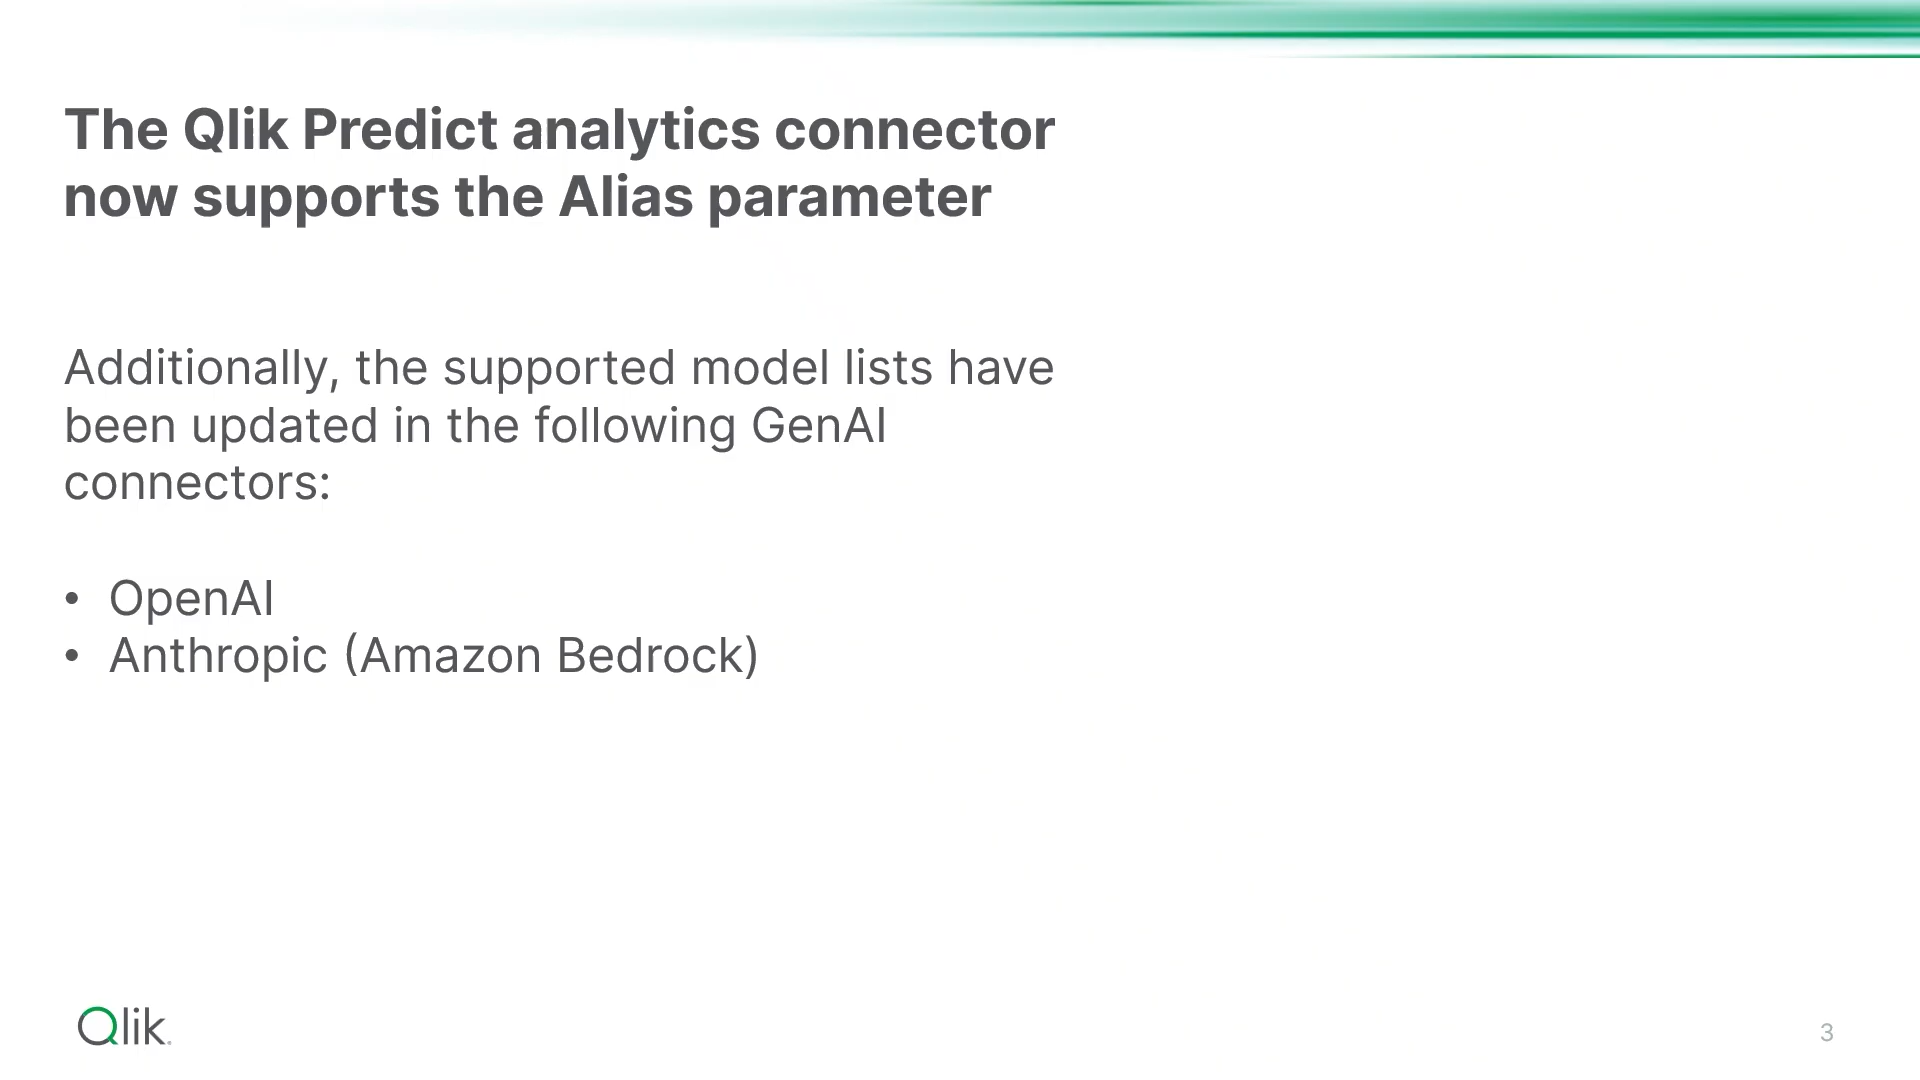 The Qlik Predict analytics connector
now supports the Alias parameter
Additionally, the supported model lists have
been updated in the following GenAI
connectors:
• OpenAI
• Anthropic (Amazon Bedrock)
Qlik
3